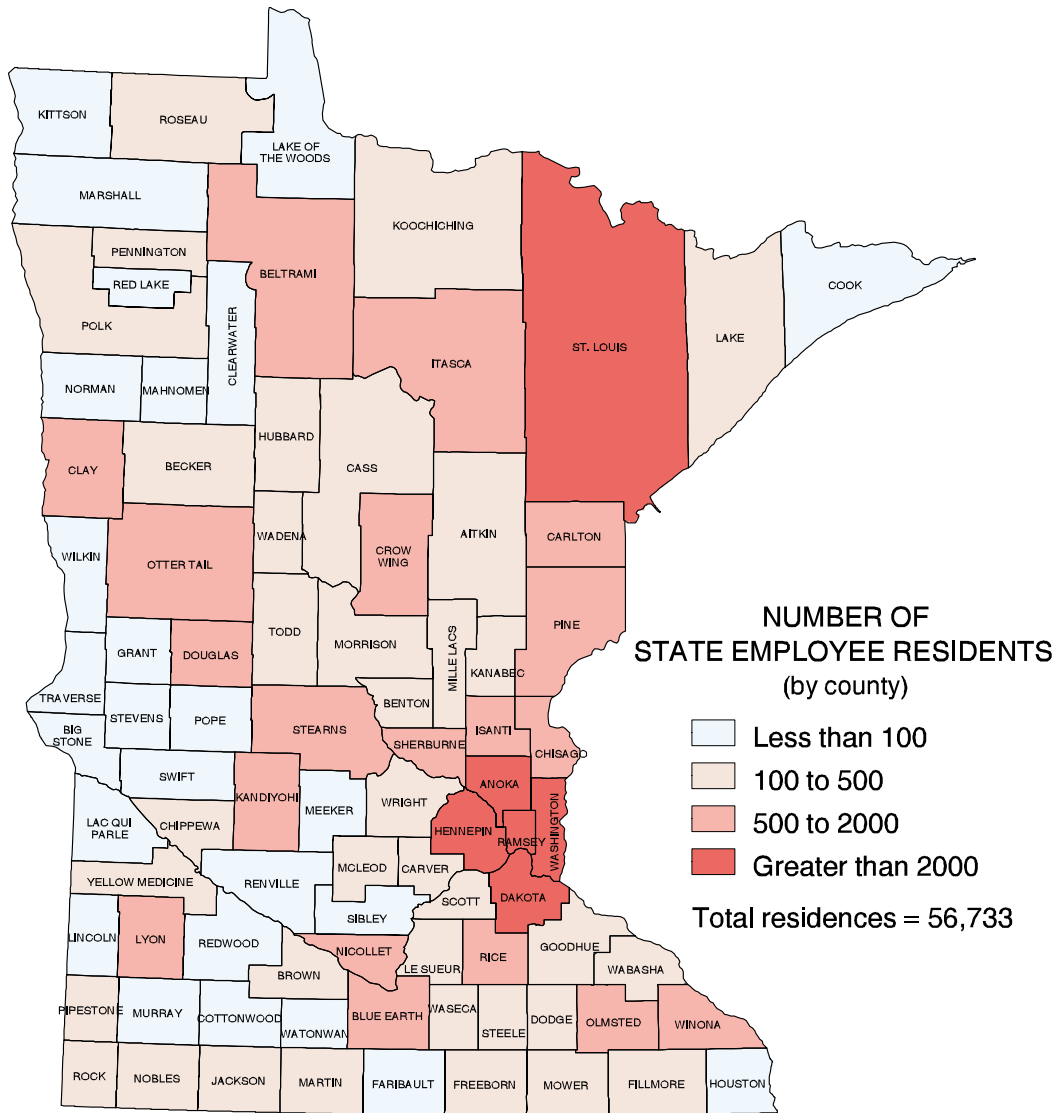 KITTSON
ROSEAU
LAKE OF
THE WOODS
MARSHALL
KOOCHICHING
PENNINGTON
BELTRAMI
RED LAKE
COOK
POLK
CLEARWATER
LAKE
ST. LOUIS
ITASCA
NORMAN
MAHNOMEN
HUBBARD
CLAY
BECKER
CASS
WADENA
AITKIN
CARLTON
WILKIN
CROW
WING
OTTER TAIL
PINE
TODD
MORRISON
MILLE LACS
KANABEC
GRANT
DOUGLAS
TRAVERSE
BENTON
STEVENS
POPE
BIG
STONE
STEARNS
ISANTI
SHERBURNE
CHISAGO
SWIFT
ANOKA
KANDIYOHI
MEEKER
WRIGHT
LAC QUI
PARLE
CHIPPEWA
HENNEPIN
RAMSEY
WASHINGTON
MCLEOD
CARVER
YELLOW MEDICINE
RENVILLE
DAKOTA
SCOTT
SIBLEY
LINCOLN
LYON
REDWOOD
NICOLLET
RICE
GOODHUE
BROWN
LE SUEUR
WABASHA
PIPESTONE
MURRAY
COTTONWOOD
WATONWAN
BLUE EARTH
WASECA
STEELE
DODGE
OLMSTED
WINONA
ROCK
NOBLES
JACKSON
MARTIN
FARIBAULT
FREEBORN
MOWER
FILLMORE
HOUSTON
NUMBER OF
STATE EMPLOYEE RESIDENTS
(by county)
Less than 100
100 to 500
500 to 2000
Greater than 2000
Total residences = 56,733